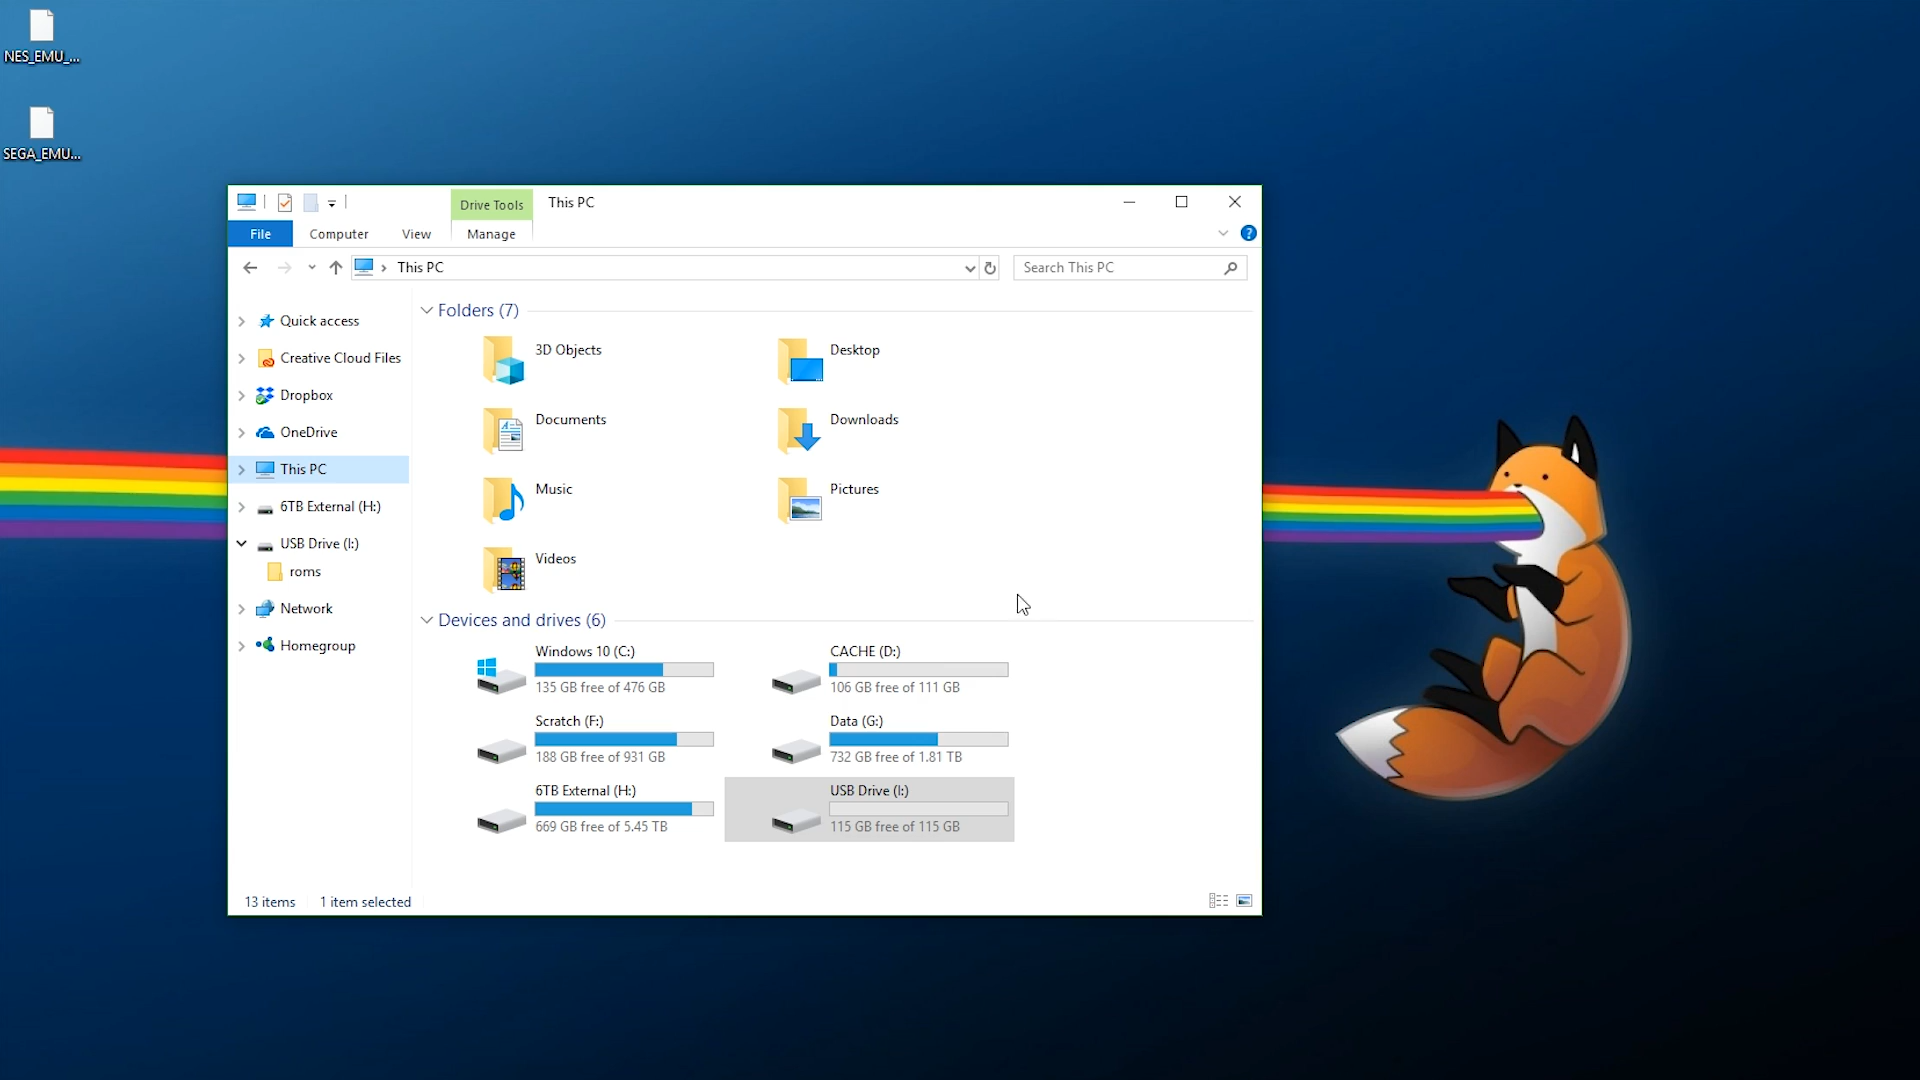 NES_EMU_...
SEGA_EMU...
Drive Tools
This PC
File
Computer
View
Manage
This PC
Search This PC
Quick access
Creative Cloud Files
Dropbox
OneDrive
This PC
6TB External (H:)
USB Drive (I:)
roms
Network
Homegroup
Folders (7)
3D Objects
Desktop
Documents
Downloads
Music
Pictures
Videos
Devices and drives (6)
Windows 10 (C:)
135 GB free of 476 GB
CACHE (D:)
106 GB free of 111 GB
Scratch (F:)
188 GB free of 931 GB
Data (G:)
732 GB free of 1.81 TB
6TB External (H:)
669 GB free of 5.45 TB
USB Drive (I:)
115 GB free of 115 GB
13 items
1 item selected